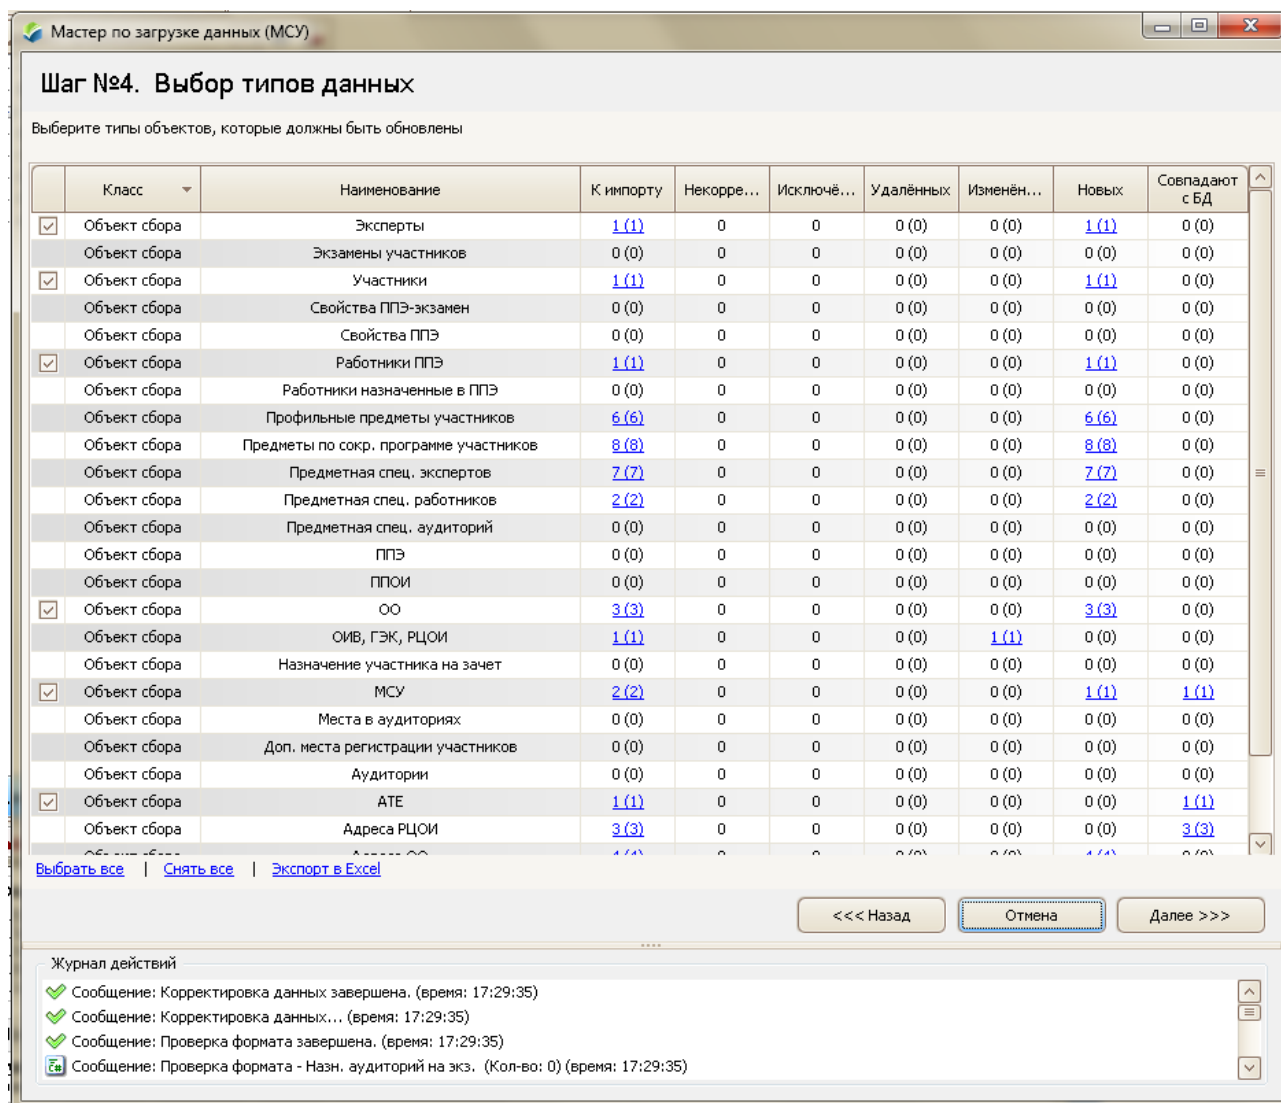 Мастер по загрузке данных (МСУ)
Шаг №4. Выбор типов данных
Выберите типы объектов, которые должны быть обновлены
Класс Наименование К импорту Некорре... Исключё... Удалённых Изменён... Новых Совпадают с БД
Объект сбора Эксперты 1 (1) 0 0 0 (0) 0 (0) 1 (1) 0 (0)
Объект сбора Экзамены участников 0 (0) 0 0 0 (0) 0 (0) 0 (0) 0 (0)
Объект сбора Участники 1 (1) 0 0 0 (0) 0 (0) 1 (1) 0 (0)
Объект сбора Свойства ППЭ-экзамен 0 (0) 0 0 0 (0) 0 (0) 0 (0) 0 (0)
Объект сбора Свойства ППЭ 0 (0) 0 0 0 (0) 0 (0) 0 (0) 0 (0)
Объект сбора Работники ППЭ 1 (1) 0 0 0 (0) 0 (0) 1 (1) 0 (0)
Объект сбора Работники назначенные в ППЭ 0 (0) 0 0 0 (0) 0 (0) 0 (0) 0 (0)
Объект сбора Профильные предметы участников 6 (6) 0 0 0 (0) 0 (0) 6 (6) 0 (0)
Объект сбора Предметы по сокр. программе участников 8 (8) 0 0 0 (0) 0 (0) 8 (8) 0 (0)
Объект сбора Предметная спец. экспертов 7 (7) 0 0 0 (0) 0 (0) 7 (7) 0 (0)
Объект сбора Предметная спец. работников 2 (2) 0 0 0 (0) 0 (0) 2 (2) 0 (0)
Объект сбора Предметная спец. аудиторий 0 (0) 0 0 0 (0) 0 (0) 0 (0) 0 (0)
Объект сбора ППЭ 0 (0) 0 0 0 (0) 0 (0) 0 (0) 0 (0)
Объект сбора ППОИ 0 (0) 0 0 0 (0) 0 (0) 0 (0) 0 (0)
Объект сбора ОО 3 (3) 0 0 0 (0) 0 (0) 3 (3) 0 (0)
Объект сбора ОИВ, ГЭК, РЦОИ 1 (1) 0 0 0 (0) 1 (1) 0 (0) 0 (0)
Объект сбора Назначение участника на зачет 0 (0) 0 0 0 (0) 0 (0) 0 (0) 0 (0)
Объект сбора МСУ 2 (2) 0 0 0 (0) 0 (0) 1 (1) 1 (1)
Объект сбора Места в аудиториях 0 (0) 0 0 0 (0) 0 (0) 0 (0) 0 (0)
Объект сбора Доп. места регистрации участников 0 (0) 0 0 0 (0) 0 (0) 0 (0) 0 (0)
Объект сбора Аудитории 0 (0) 0 0 0 (0) 0 (0) 0 (0) 0 (0)
Объект сбора АТЕ 1 (1) 0 0 0 (0) 0 (0) 0 (0) 1 (1)
Объект сбора Адреса РЦОИ 3 (3) 0 0 0 (0) 0 (0) 0 (0) 3 (3)
Выбрать все | Снять все | Экспорт в Excel
<<< Назад Отмена Далее >>>
Журнал действий
Сообщение: Корректировка данных завершена. (время: 17:29:35)
Сообщение: Корректировка данных... (время: 17:29:35)
Сообщение: Проверка формата завершена. (время: 17:29:35)
Сообщение: Проверка формата - Назн. аудиторий на экз. (Кол-во: 0) (время: 17:29:35)